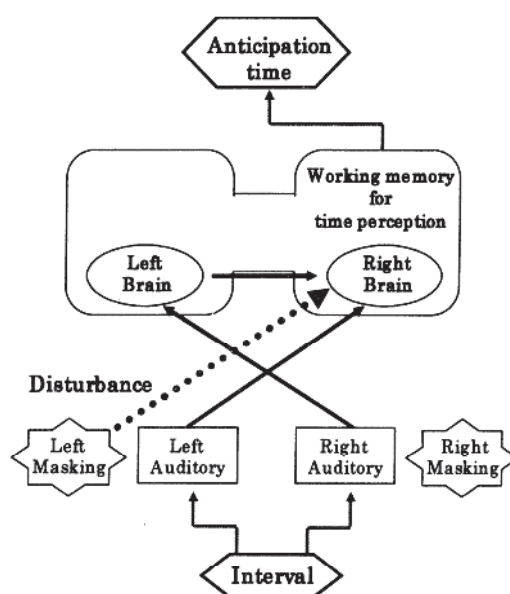 Anticipation
time
Working memory
for
time perception
Left
Brain
Right
Brain
Disturbance
Left
Masking
Left
Auditory
Right
Auditory
Right
Masking
Interval